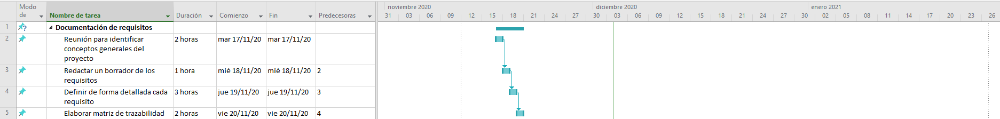 Modo de
Nombre de tarea
Duración
Comienzo
Fin
Predecesoras
noviembre 2020
diciembre 2020
enero 2021
31 03 06 09 12 15 18 21 24 27 30 03 06 09 12 15 18 21 24 27 30 02 05 08 11 14 17 20 23 26
1 ? Documentación de requisitos
2 Reunión para identificar 2 horas mar 17/11/20 mar 17/11/20
conceptos generales del
proyecto
3 Redactar un borrador de los 1 hora mié 18/11/20 mié 18/11/20 2
requisitos
4 Definir de forma detallada cada 3 horas jue 19/11/20 jue 19/11/20 3
requisito
5 Elaborar matriz de trazabilidad 2 horas vie 20/11/20 vie 20/11/20 4